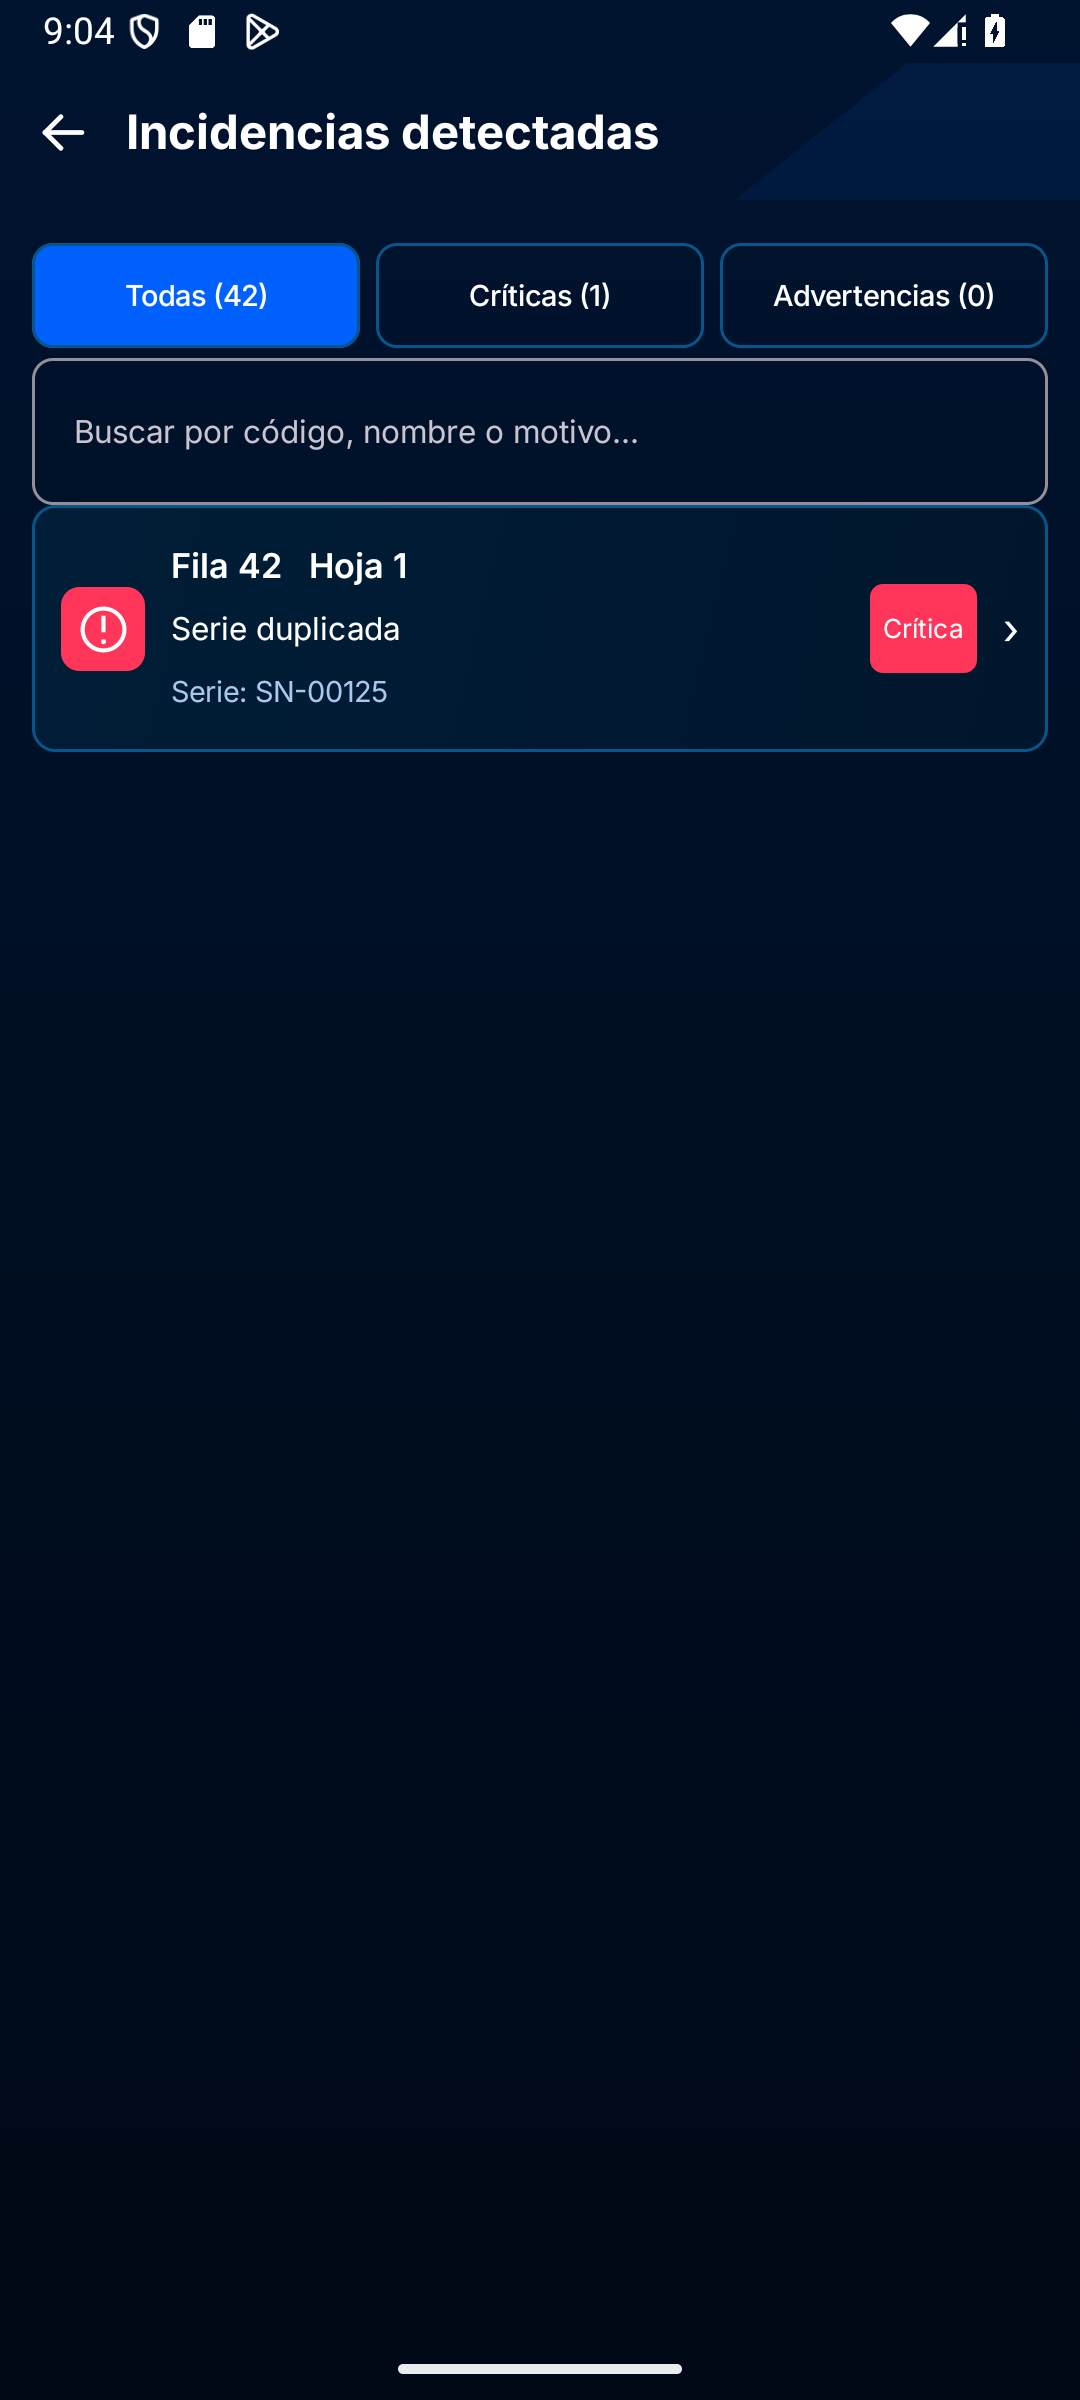 9:04
Incidencias detectadas
Todas (42) Críticas (1) Advertencias (0)
Buscar por código, nombre o motivo...
Fila 42 Hoja 1
Serie duplicada
Crítica
Serie: SN-00125